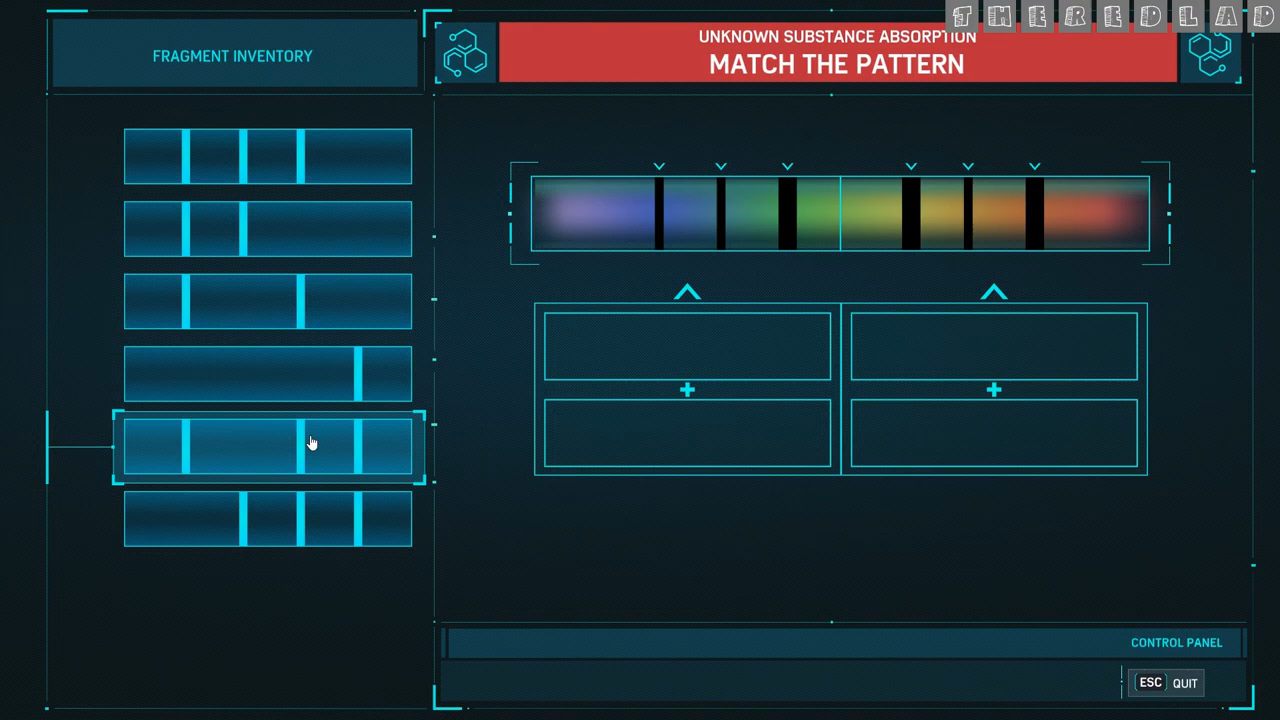 THEREDLAD
FRAGMENT INVENTORY
UNKNOWN SUBSTANCE ABSORPTION
MATCH THE PATTERN
CONTROL PANEL
ESC QUIT